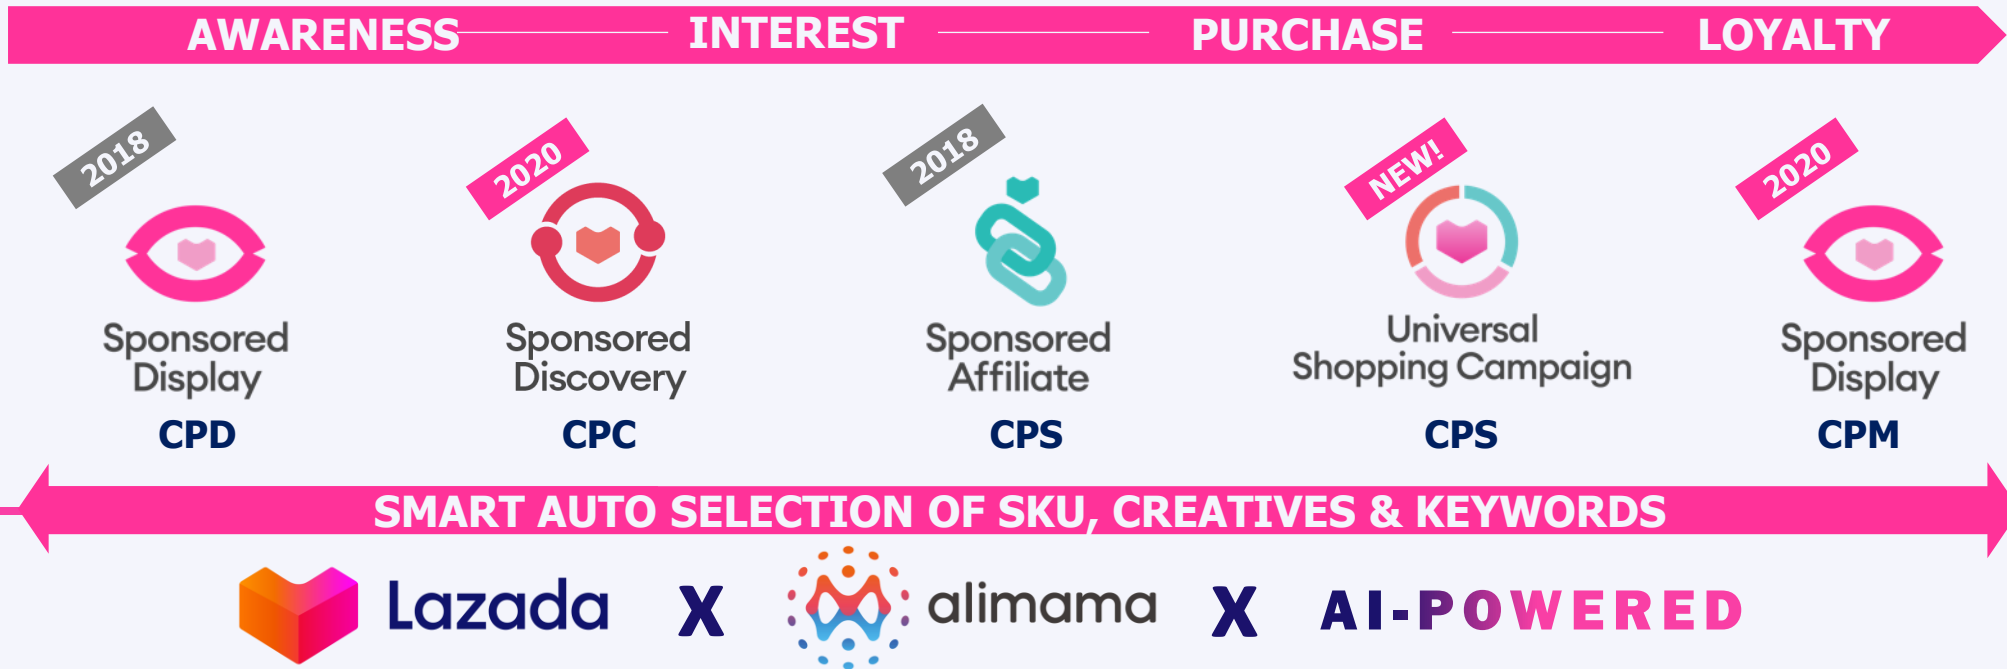 AWARENESS INTEREST PURCHASE LOYALTY
2018
Sponsored
Display
CPD
2020
Sponsored
Discovery
CPC
2018
Sponsored
Affiliate
CPS
NEW!
Universal
Shopping Campaign
CPS
2020
Sponsored
Display
CPM
SMART AUTO SELECTION OF SKU, CREATIVES & KEYWORDS
Lazada X alimama X AI-POWERED